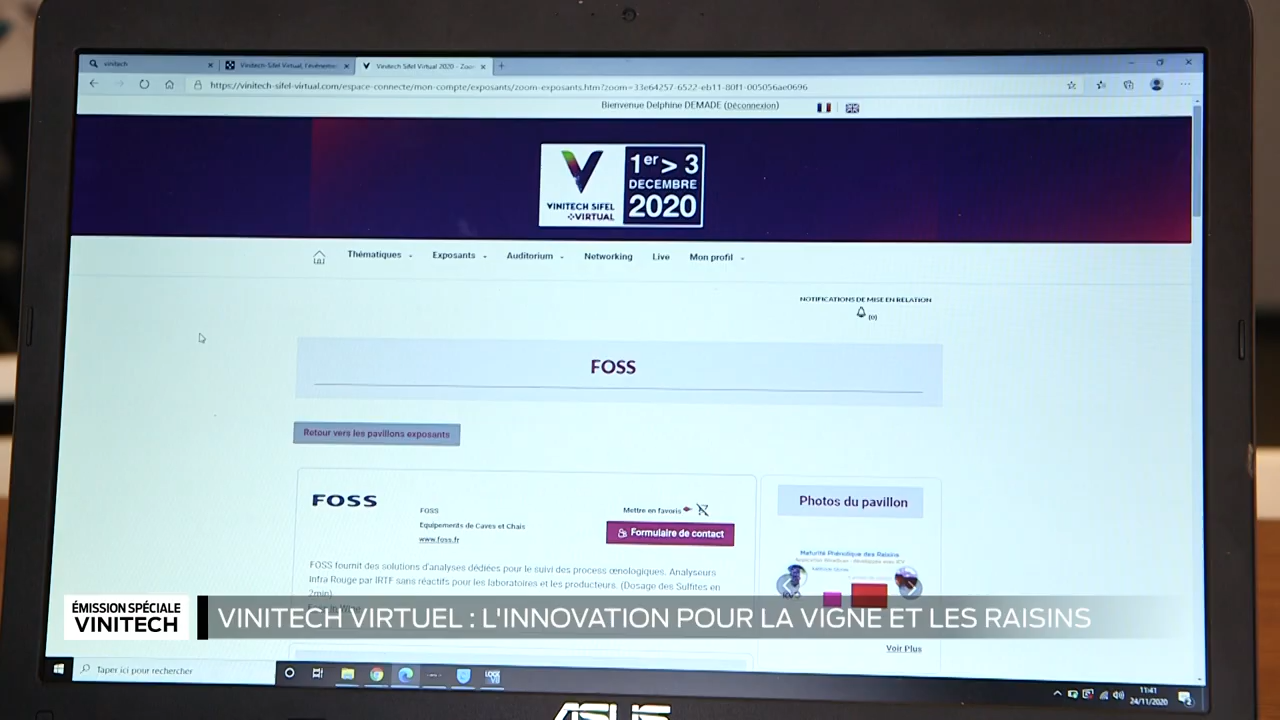 vinitech
Vinitech-Sifel Virtual, l'événeme
Vinitech Sifel Virtual 2020 - Zoo
https://vinitech-sifel-virtual.com/espace-connecte/mon-compte/exposants/zoom-exposants.htm?zoom=33e64257-6522-eb11-80f1-005056ae0696
Bienvenue Delphine DEMADE (Déconnexion)
1er > 3
DECEMBRE
2020
VINITECH SIFEL
VIRTUAL
Thématiques
Exposants
Auditorium
Networking
Live
Mon profil
NOTIFICATIONS DE MISE EN RELATION
(0)
FOSS
Retour vers les pavillons exposants
FOSS
FOSS
Equipements de Caves et Chais
www.foss.fr
Mettre en favoris
Formulaire de contact
Photos du pavillon
Maturité Phénolique des Raisins
FOSS fournit des solutions d'analyses dédiées pour le suivi des process œnologiques. Analyseurs
Infra Rouge par IRTF sans réactifs pour les laboratoires et les producteurs. (Dosage des Sulfites en
2min)
Voir Plus
ÉMISSION SPÉCIALE
VINITECH
VINITECH VIRTUEL : L'INNOVATION POUR LA VIGNE ET LES RAISINS
Taper ici pour rechercher
11:41
24/11/2020
ASUS